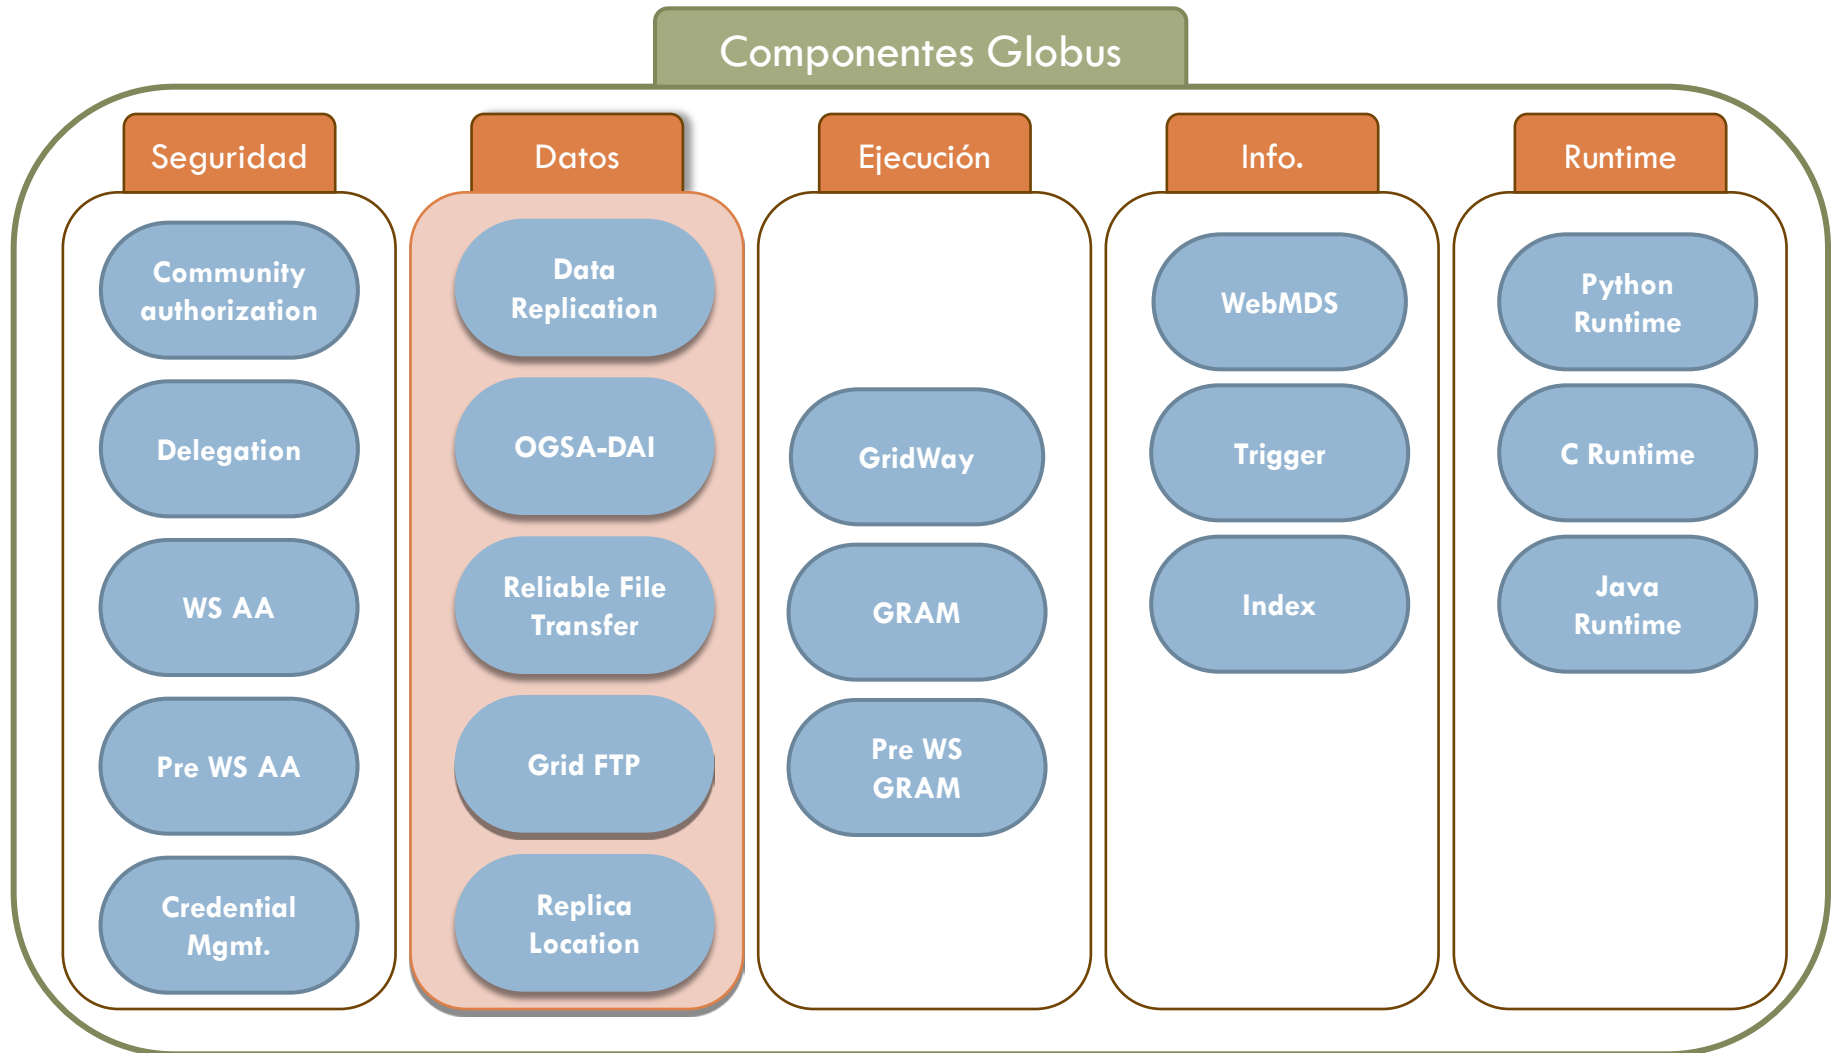 Componentes Globus
Seguridad
Community
authorization
Delegation
WS AA
Pre WS AA
Credential
Mgmt.
Datos
Data
Replication
OGSA-DAI
Reliable File
Transfer
Grid FTP
Replica
Location
Ejecución
GridWay
GRAM
Pre WS
GRAM
Info.
WebMDS
Trigger
Index
Runtime
Python
Runtime
C Runtime
Java
Runtime